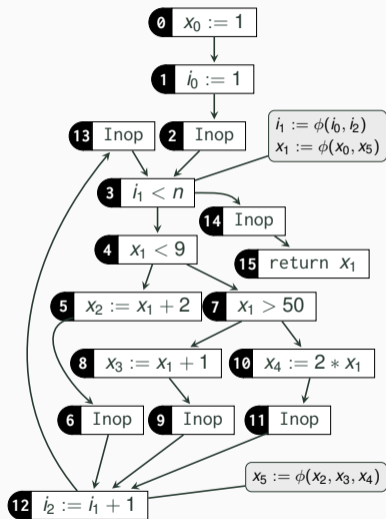 0 x₀ := 1
1 i₀ := 1
13 Inop
2 Inop
i₁ := ϕ(i₀, i₂)
x₁ := ϕ(x₀, x₅)
3 i₁ < n
14 Inop
4 x₁ < 9
15 return x₁
5 x₂ := x₁ + 2
7 x₁ > 50
8 x₃ := x₁ + 1
10 x₄ := 2 * x₁
6 Inop
9 Inop
11 Inop
x₅ := ϕ(x₂, x₃, x₄)
12 i₂ := i₁ + 1